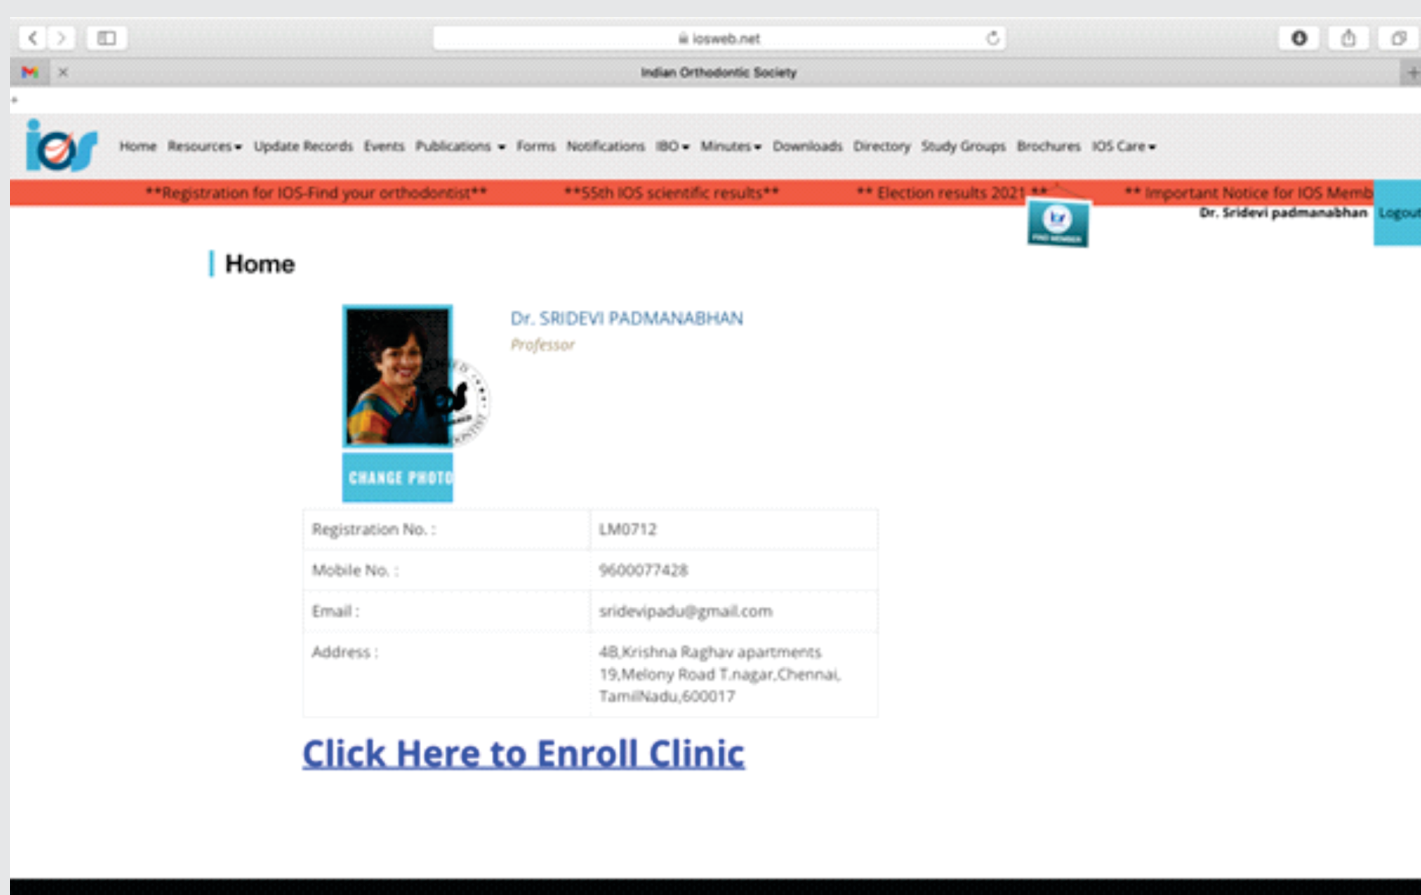 iosweb.net
Indian Orthodontic Society
ios
Home Resources Update Records Events Publications Forms Notifications IBO Minutes Downloads Directory Study Groups Brochures IOS Care
**Registration for IOS-Find your orthodontist** **55th IOS scientific results** ** Election results 2021 ** ** Important Notice for IOS Memb
Dr. Sridevi padmanabhan Logout
FIND MEMBER
Home
Dr. SRIDEVI PADMANABHAN
Professor
CHANGE PHOTO
Registration No. : LM0712
Mobile No. : 9600077428
Email : sridevipadu@gmail.com
Address : 4B,Krishna Raghav apartments
19,Melony Road T.nagar,Chennai,
TamilNadu,600017
Click Here to Enroll Clinic